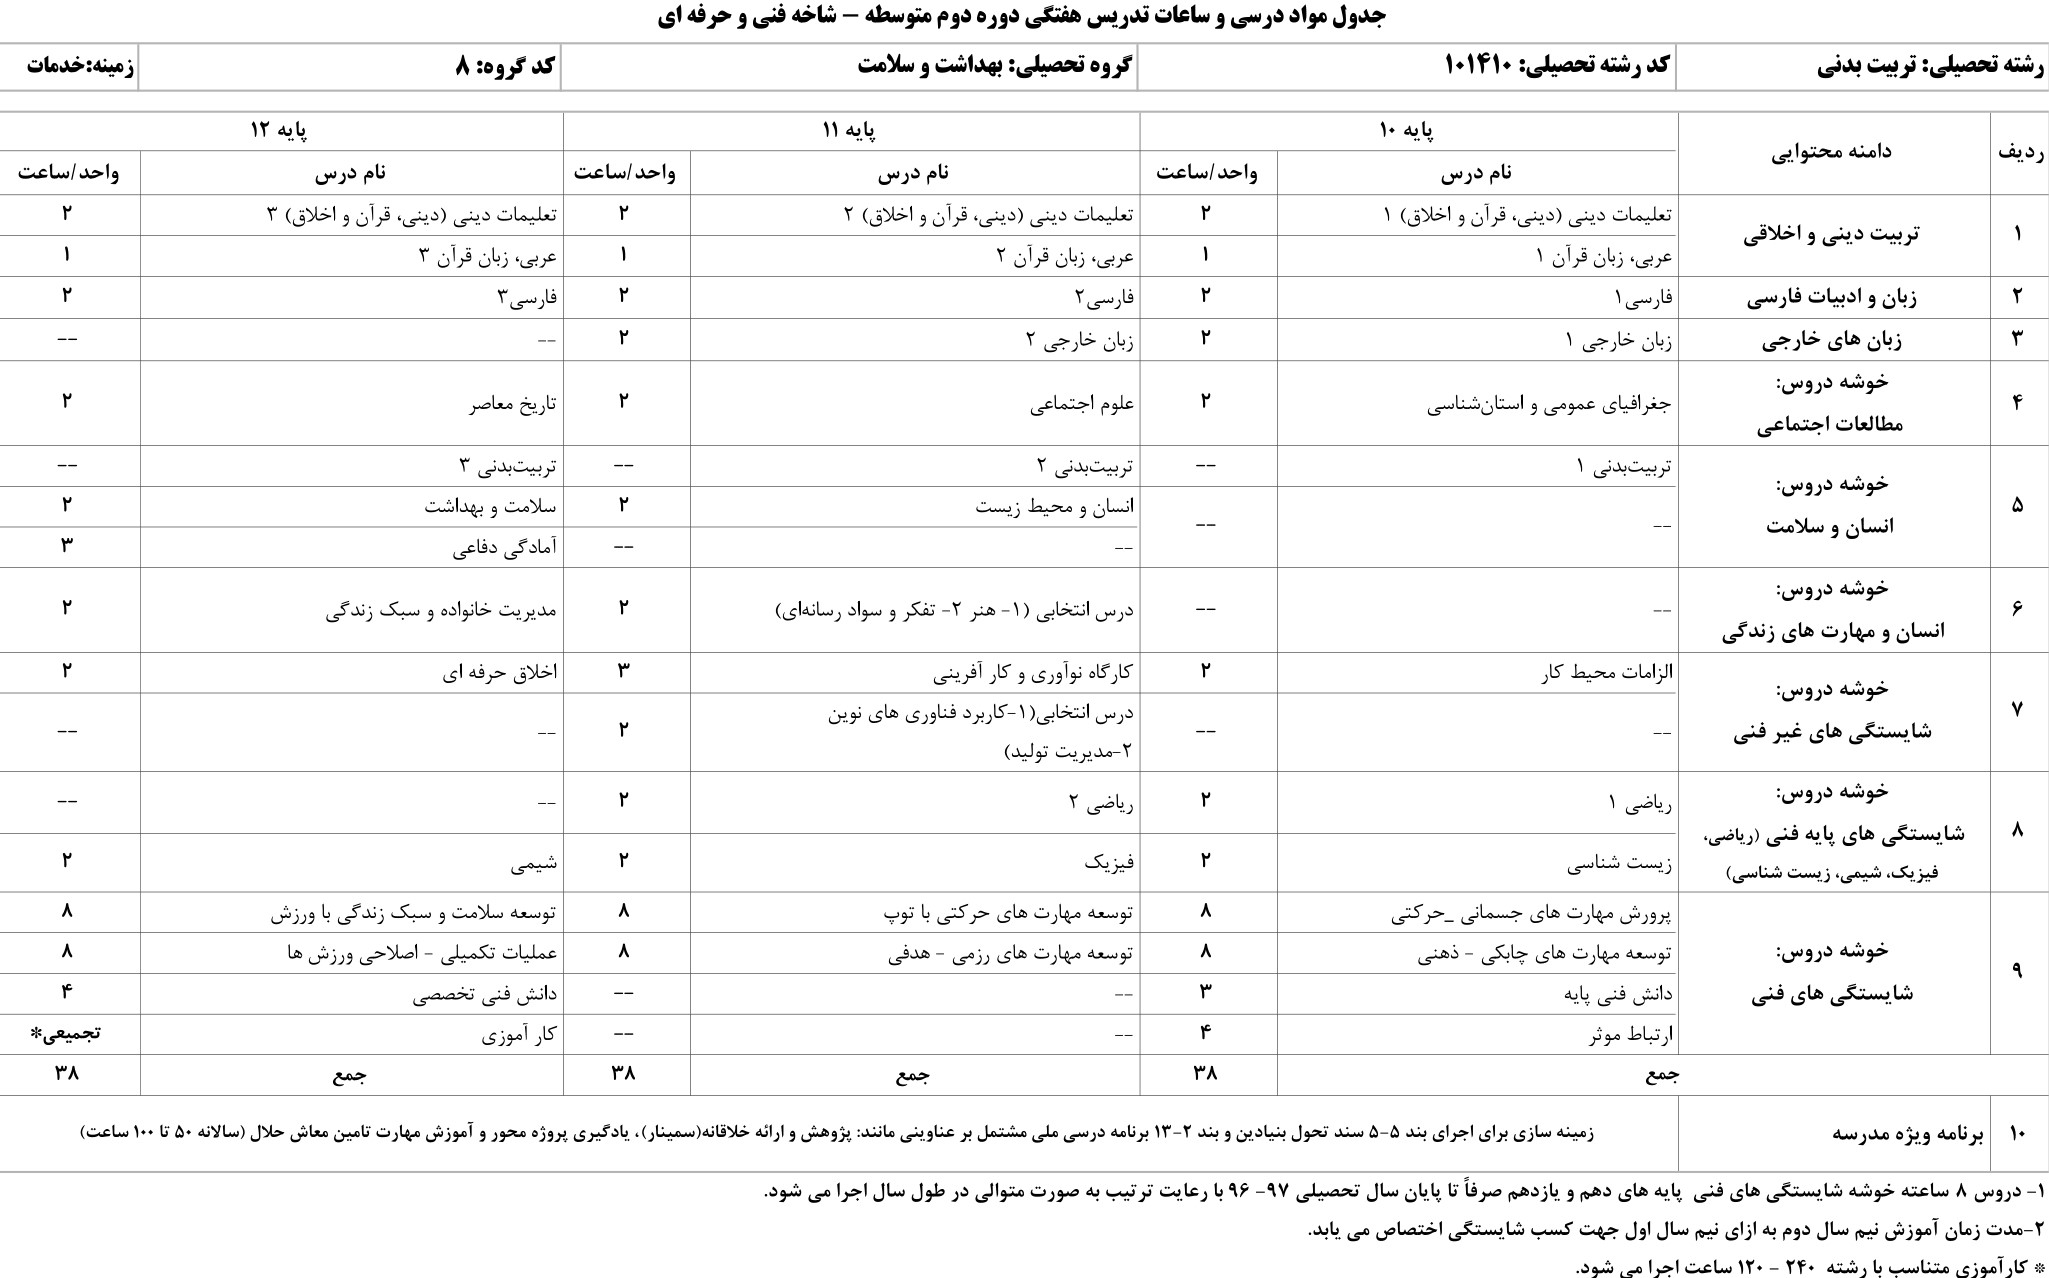 جدول مواد درسی و ساعات تدریس هفتگی دوره دوم متوسطه – شاخه فنی و حرفه ای
رشته تحصیلی: تربیت بدنی	کد رشته تحصیلی: ۱۰۱۴۱۰	گروه تحصیلی: بهداشت و سلامت	کد گروه: ۸	زمینه:خدمات
ردیف	دامنه محتوایی	پایه ۱۰	پایه ۱۱	پایه ۱۲
نام درس	واحد/ساعت	نام درس	واحد/ساعت	نام درس	واحد/ساعت
۱	تربیت دینی و اخلاقی	تعلیمات دینی (دینی، قرآن و اخلاق) ۱	۲	تعلیمات دینی (دینی، قرآن و اخلاق) ۲	۲	تعلیمات دینی (دینی، قرآن و اخلاق) ۳	۲
عربی، زبان قرآن ۱	۱	عربی، زبان قرآن ۲	۱	عربی، زبان قرآن ۳	۱
۲	زبان و ادبیات فارسی	فارسی۱	۲	فارسی۲	۲	فارسی۳	۲
۳	زبان های خارجی	زبان خارجی ۱	۲	زبان خارجی ۲	۲	--	--
۴	خوشه دروس:
مطالعات اجتماعی	جغرافیای عمومی و استان‌شناسی	۲	علوم اجتماعی	۲	تاریخ معاصر	۲
۵	خوشه دروس:
انسان و سلامت	تربیت‌بدنی ۱	--	تربیت‌بدنی ۲	--	تربیت‌بدنی ۳	--
--	--	انسان و محیط زیست	۲	سلامت و بهداشت	۲
--	--	آمادگی دفاعی	۳
۶	خوشه دروس:
انسان و مهارت های زندگی	--	--	درس انتخابی (۱- هنر ۲- تفکر و سواد رسانه‌ای)	۲	مدیریت خانواده و سبک زندگی	۲
۷	خوشه دروس:
شایستگی های غیر فنی	الزامات محیط کار	۲	کارگاه نوآوری و کار آفرینی	۳	اخلاق حرفه ای	۲
--	--	درس انتخابی(۱-کاربرد فناوری های نوین
۲-مدیریت تولید)	۲	--	--
۸	خوشه دروس:
شایستگی های پایه فنی (ریاضی،
فیزیک، شیمی، زیست شناسی)	ریاضی ۱	۲	ریاضی ۲	۲	--	--
زیست شناسی	۲	فیزیک	۲	شیمی	۲
۹	خوشه دروس:
شایستگی های فنی	پرورش مهارت های جسمانی _حرکتی	۸	توسعه مهارت های حرکتی با توپ	۸	توسعه سلامت و سبک زندگی با ورزش	۸
توسعه مهارت های چابکی - ذهنی	۸	توسعه مهارت های رزمی - هدفی	۸	عملیات تکمیلی - اصلاحی ورزش ها	۸
دانش فنی پایه	۳	--	--	دانش فنی تخصصی	۴
ارتباط موثر	۴	--	--	کار آموزی	تجمیعی*
جمع	۳۸	جمع	۳۸	جمع	۳۸
۱۰	برنامه ویژه مدرسه	زمینه سازی برای اجرای بند ۵-۵ سند تحول بنیادین و بند ۲-۱۳ برنامه درسی ملی مشتمل بر عناوینی مانند: پژوهش و ارائه خلاقانه(سمینار)، یادگیری پروژه محور و آموزش مهارت تامین معاش حلال (سالانه ۵۰ تا ۱۰۰ ساعت)
۱- دروس ۸ ساعته خوشه شایستگی های فنی پایه های دهم و یازدهم صرفاً تا پایان سال تحصیلی ۹۷- ۹۶ با رعایت ترتیب به صورت متوالی در طول سال اجرا می شود.
۲-مدت زمان آموزش نیم سال دوم به ازای نیم سال اول جهت کسب شایستگی اختصاص می یابد.
* کارآموزی متناسب با رشته ۲۴۰ - ۱۲۰ ساعت اجرا می شود.